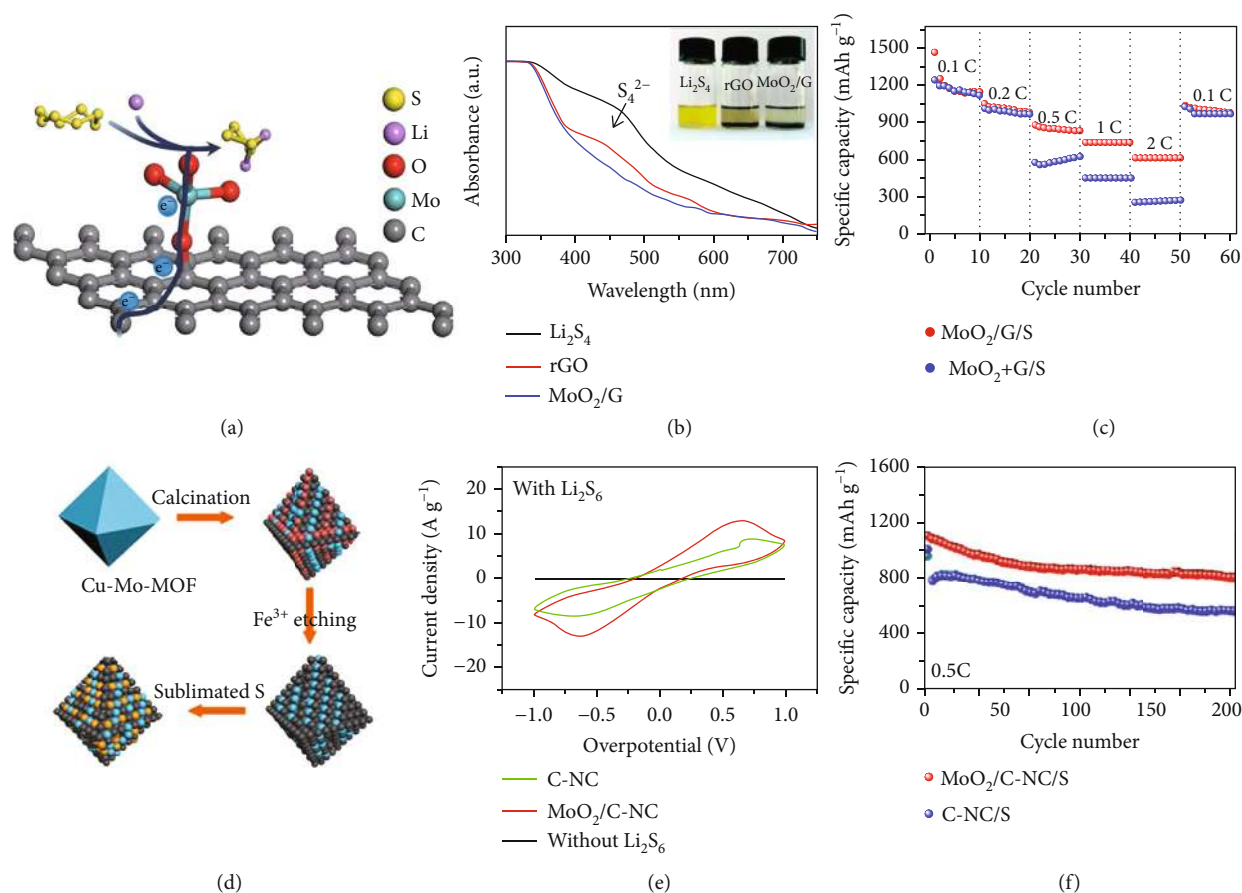 S
Li
O
Mo
C
e⁻
e⁻
e⁻
(a)
Absorbance (a.u.)
S₄²⁻
Li₂S₄
rGO
MoO₂/G
300 400 500 600 700
Wavelength (nm)
Li₂S₄
rGO
MoO₂/G
(b)
Specific capacity (mAh g⁻¹)
1500
1200
900
600
300
0
0.1 C
0.2 C
0.5 C
1 C
2 C
0.1 C
0 10 20 30 40 50 60
Cycle number
MoO₂/G/S
MoO₂+G/S
(c)
Calcination
Cu-Mo-MOF
Fe³⁺ etching
Sublimated S
(d)
Current density (A g⁻¹)
20
10
0
−10
−20
With Li₂S₆
−1.0 −0.5 0.0 0.5 1.0
Overpotential (V)
C-NC
MoO₂/C-NC
Without Li₂S₆
(e)
Specific capacity (mAh g⁻¹)
1600
1200
800
400
0
0.5C
0 50 100 150 200
Cycle number
MoO₂/C-NC/S
C-NC/S
(f)